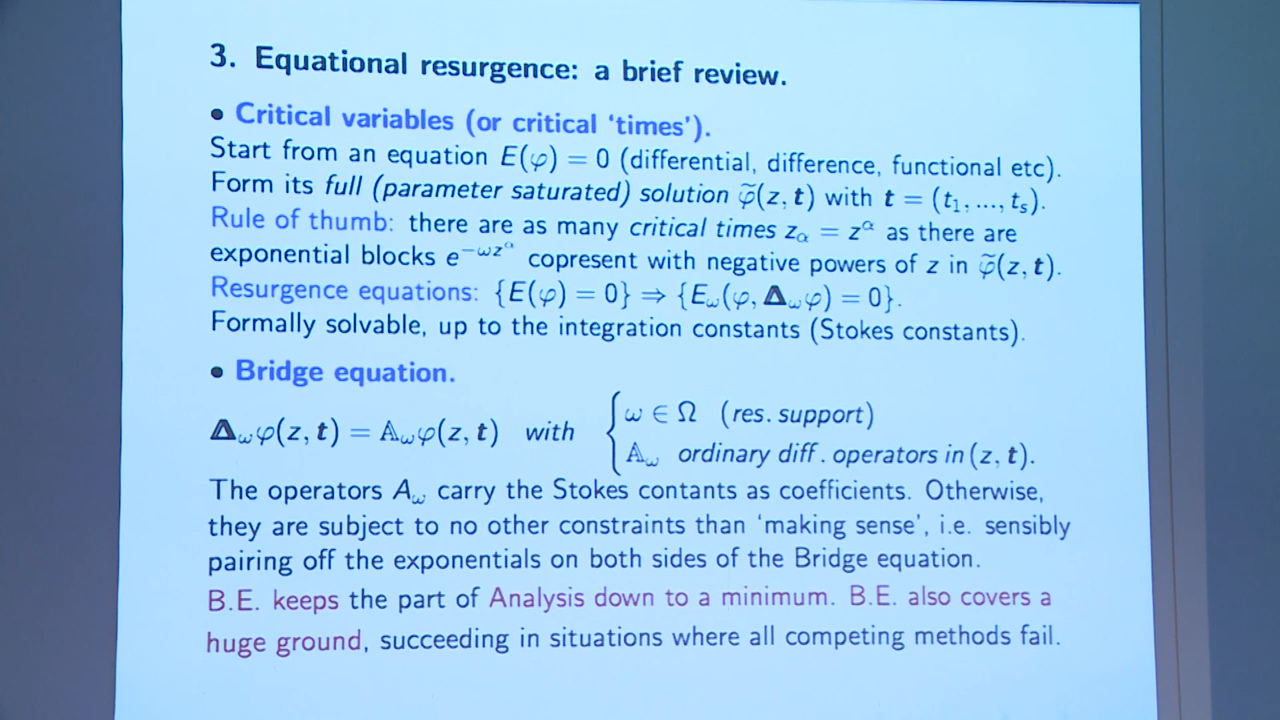 3. Equational resurgence: a brief review.
• Critical variables (or critical ‘times’).
Start from an equation E(φ) = 0 (differential, difference, functional etc).
Form its full (parameter saturated) solution φ̃(z, t) with t = (t₁, ..., tₛ).
Rule of thumb: there are as many critical times z_α = z^α as there are
exponential blocks e^{−ωz^α} copresent with negative powers of z in φ̃(z, t).
Resurgence equations: {E(φ) = 0} ⇒ {E_ω(φ, Δ_ωφ) = 0}.
Formally solvable, up to the integration constants (Stokes constants).
• Bridge equation.
Δ_ωφ(z, t) = 𝔸_ωφ(z, t) with { ω ∈ Ω (res. support)
𝔸_ω ordinary diff. operators in (z, t).
The operators A_ω carry the Stokes contants as coefficients. Otherwise,
they are subject to no other constraints than ‘making sense’, i.e. sensibly
pairing off the exponentials on both sides of the Bridge equation.
B.E. keeps the part of Analysis down to a minimum. B.E. also covers a
huge ground, succeeding in situations where all competing methods fail.